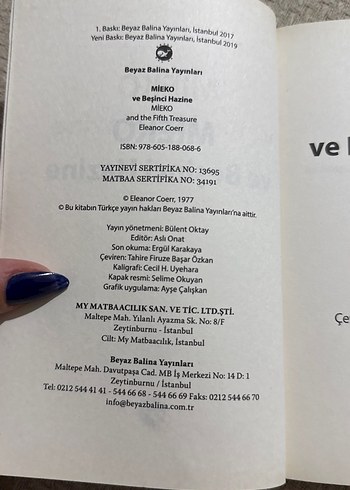 1. Baskı: Beyaz Balina Yayınları, İstanbul 2017
Yeni Baskı: Beyaz Balina Yayınları, İstanbul 2019
Beyaz Balina Yayınları
MİEKO
ve Beşinci Hazine
MİEKO
and the Fifth Treasure
Eleanor Coerr
ISBN: 978-605-188-068-6
YAYINEVİ SERTİFİKA NO: 13695
MATBAA SERTİFİKA NO: 34191
© Eleanor Coerr, 1977
© Bu kitabın Türkçe yayın hakları Beyaz Balina Yayınları'na aittir.
Yayın yönetmeni: Bülent Oktay
Editör: Aslı Onat
Son okuma: Ergül Karakaya
Çeviren: Tahire Firuze Başar Özkan
Kaligrafi: Cecil H. Uyehara
Kapak resmi: Selime Okuyan
Grafik uygulama: Ayşe Çalışkan
MY MATBAACILIK SAN. VE TİC. LTD.ŞTİ.
Maltepe Mah. Yılanlı Ayazma Sk. No: 8/F
Zeytinburnu - İstanbul
Cilt: My Matbaacılık, İstanbul
Beyaz Balina Yayınları
Maltepe Mah. Davutpaşa Cad. MB İş Merkezi No: 14 D: 1
Zeytinburnu / İstanbul
Tel: 0212 544 41 41 - 544 66 68 - 544 66 69 Faks: 0212 544 66 70
info@beyazbalina.com.tr
ve
Çe